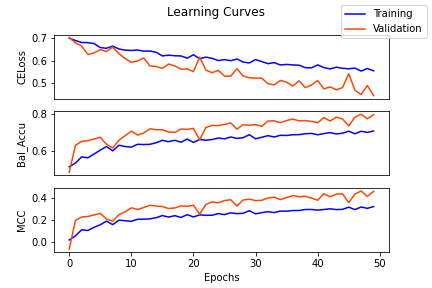 Learning Curves
Training
Validation
0.7
0.6
0.5
CELoss
0.8
0.6
Bal_Accu
0.4
0.2
0.0
MCC
0 10 20 30 40 50
Epochs